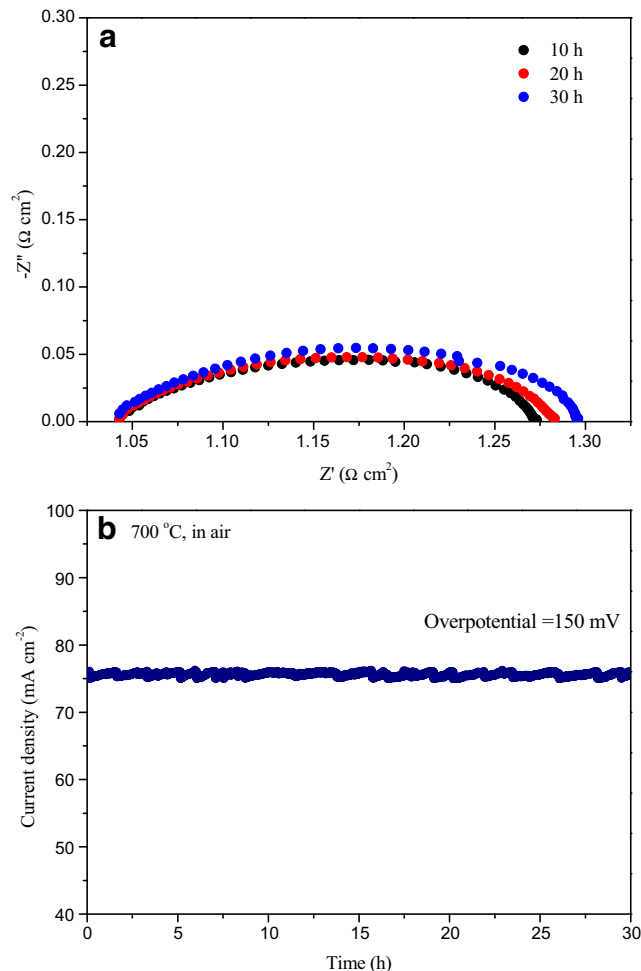 a
10 h
20 h
30 h
0.30
0.25
0.20
0.15
0.10
0.05
0.00
-Z" (Ω cm²)
1.05 1.10 1.15 1.20 1.25 1.30
Z' (Ω cm²)
b
700 °C, in air
Overpotential =150 mV
100
90
80
70
60
50
40
Current density (mA cm⁻²)
0 5 10 15 20 25 30
Time (h)